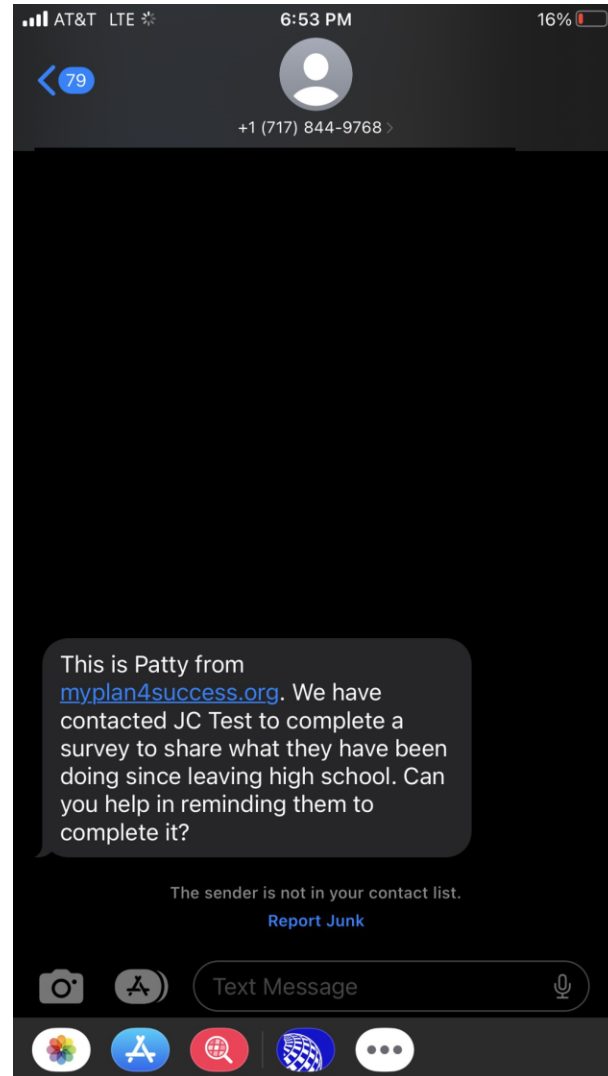 AT&T LTE 6:53 PM 16%
79
+1 (717) 844-9768 >
This is Patty from
myplan4success.org. We have
contacted JC Test to complete a
survey to share what they have been
doing since leaving high school. Can
you help in reminding them to
complete it?
The sender is not in your contact list.
Report Junk
Text Message